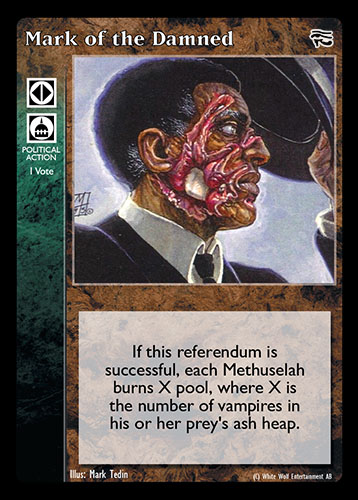 Mark of the Damned
POLITICAL
ACTION
1 Vote
If this referendum is
successful, each Methuselah
burns X pool, where X is
the number of vampires in
his or her prey's ash heap.
Illus: Mark Tedin
(C) White Wolf Entertainment AB